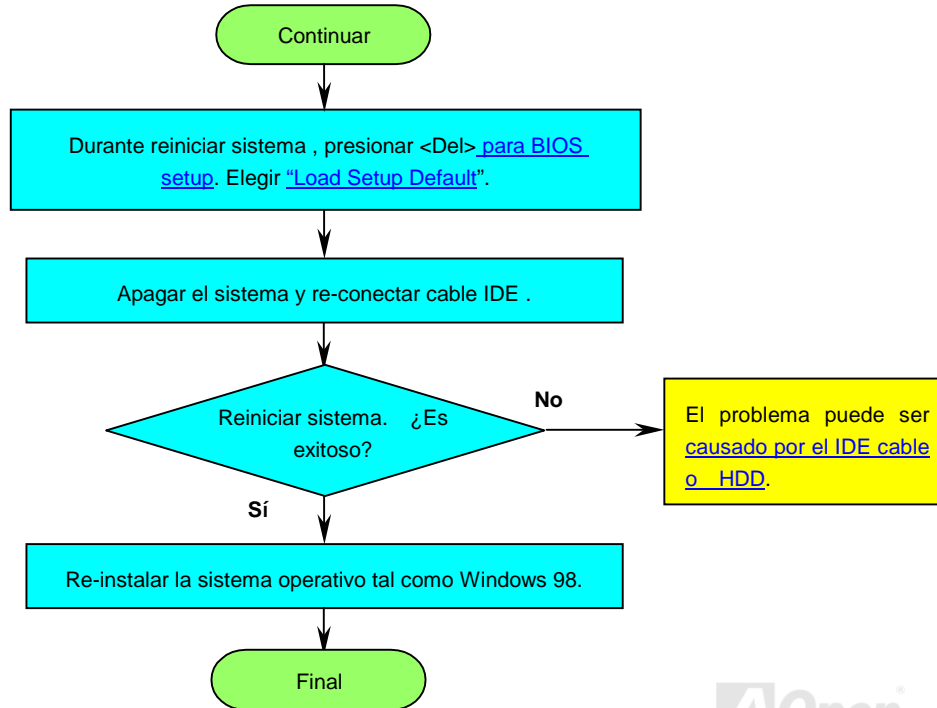 Continuar
Durante reiniciar sistema , presionar <Del> para BIOS
setup. Elegir “Load Setup Default”.
Apagar el sistema y re-conectar cable IDE .
Reiniciar sistema. ¿Es
exitoso?
No
El problema puede ser
causado por el IDE cable
o HDD.
Sí
Re-instalar la sistema operativo tal como Windows 98.
Final
AOpen®